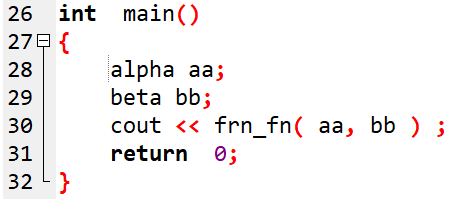 26 int  main()
27 {
28     alpha aa;
29     beta bb;
30     cout << frn_fn( aa, bb ) ;
31     return  0;
32 }